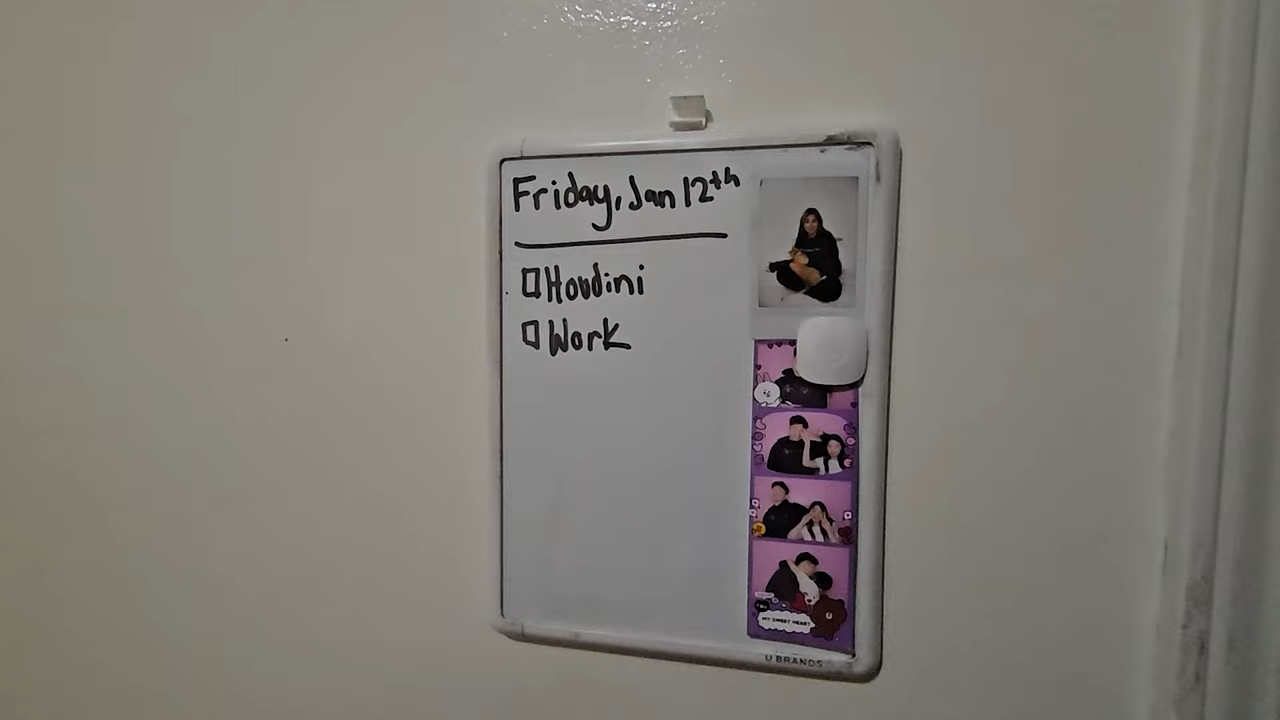 Friday, Jan 12th
Houdini
Work
MY SWEET HEART
U BRANDS